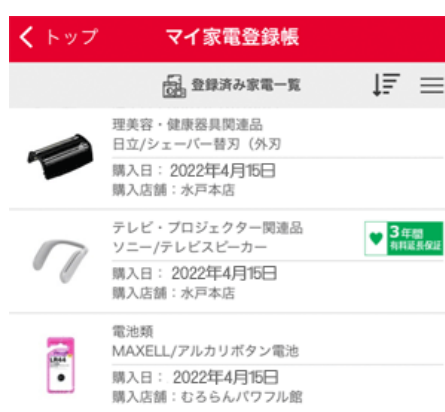 トップ
マイ家電登録帳
登録済み家電一覧
理美容・健康器具関連品
日立/シェーバー替刃（外刃
購入日：2022年4月15日
購入店舗：水戸本店
テレビ・プロジェクター関連品
ソニー/テレビスピーカー
3年間
有料延長保証
購入日：2022年4月15日
購入店舗：水戸本店
電池類
MAXELL/アルカリボタン電池
LR44
購入日：2022年4月15日
購入店舗：むろらんパワフル館